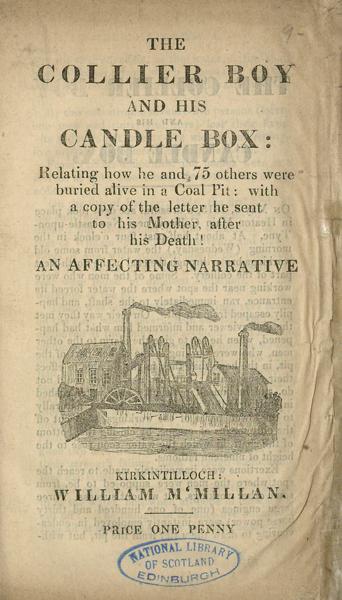 9-
THE
COLLIER BOY
AND HIS
CANDLE BOX:
Relating how he and 75 others were
buried alive in a Coal Pit: with
a copy of the letter he sent
to his Mother, after
his Death!
AN AFFECTING NARRATIVE
KIRKINTILLOCH:
WILLIAM M‘MILLAN.
PRICE ONE PENNY
NATIONAL LIBRARY
OF SCOTLAND
EDINBURGH